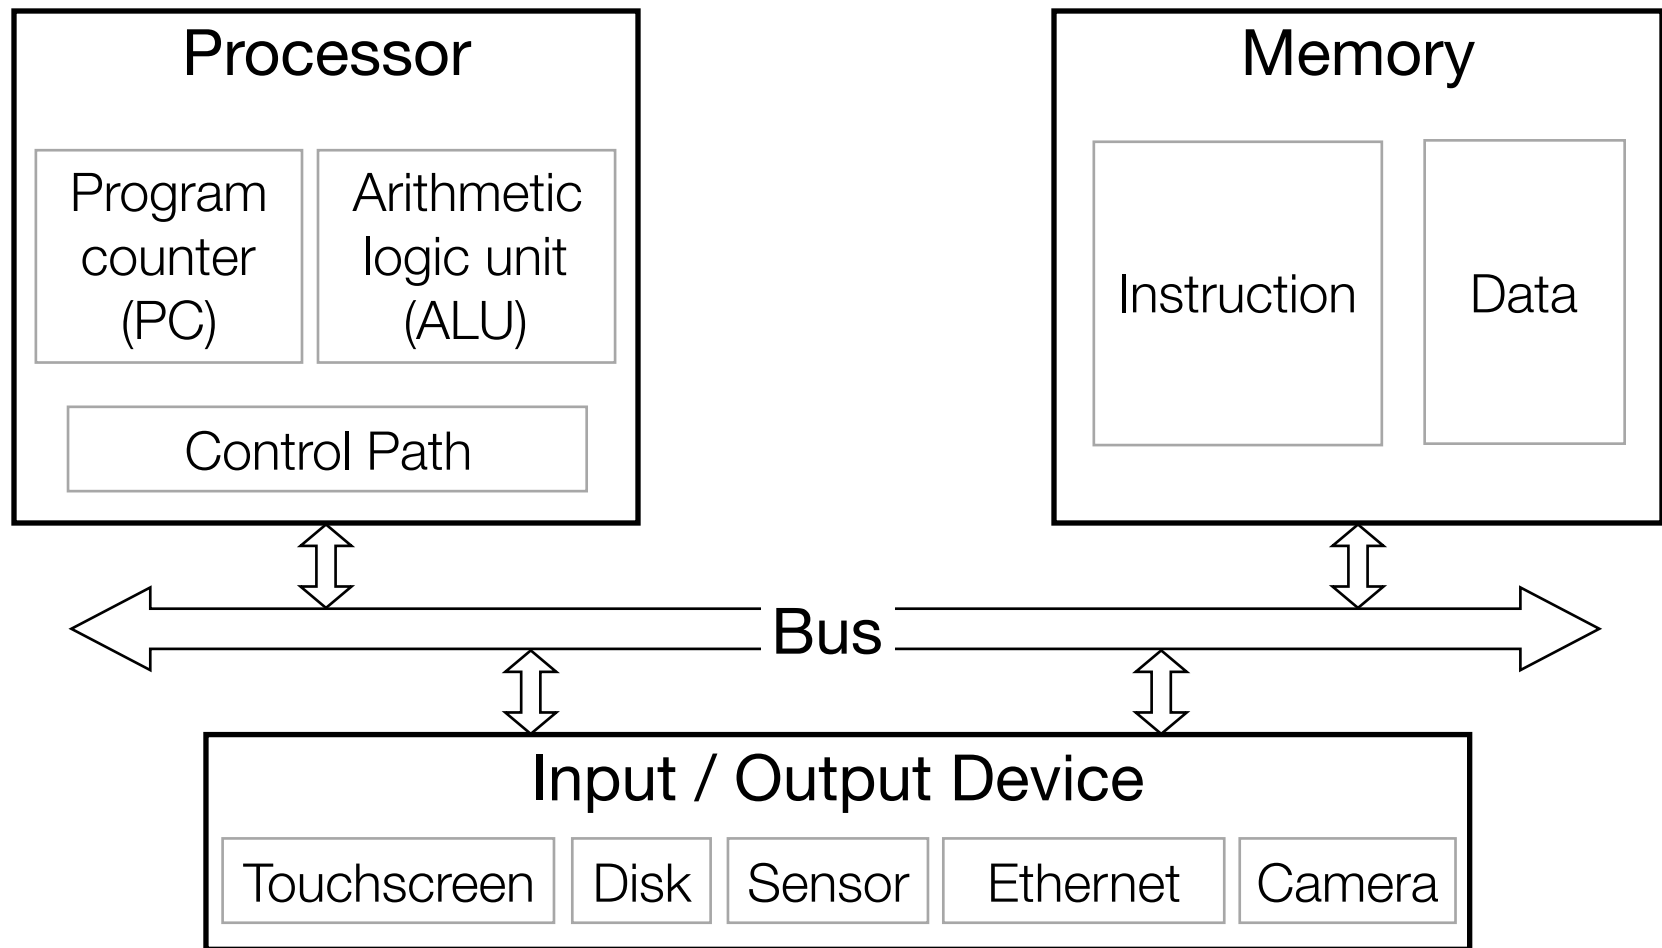 Processor
Program
counter
(PC)
Arithmetic
logic unit
(ALU)
Control Path
Memory
Instruction
Data
Bus
Input / Output Device
Touchscreen
Disk
Sensor
Ethernet
Camera